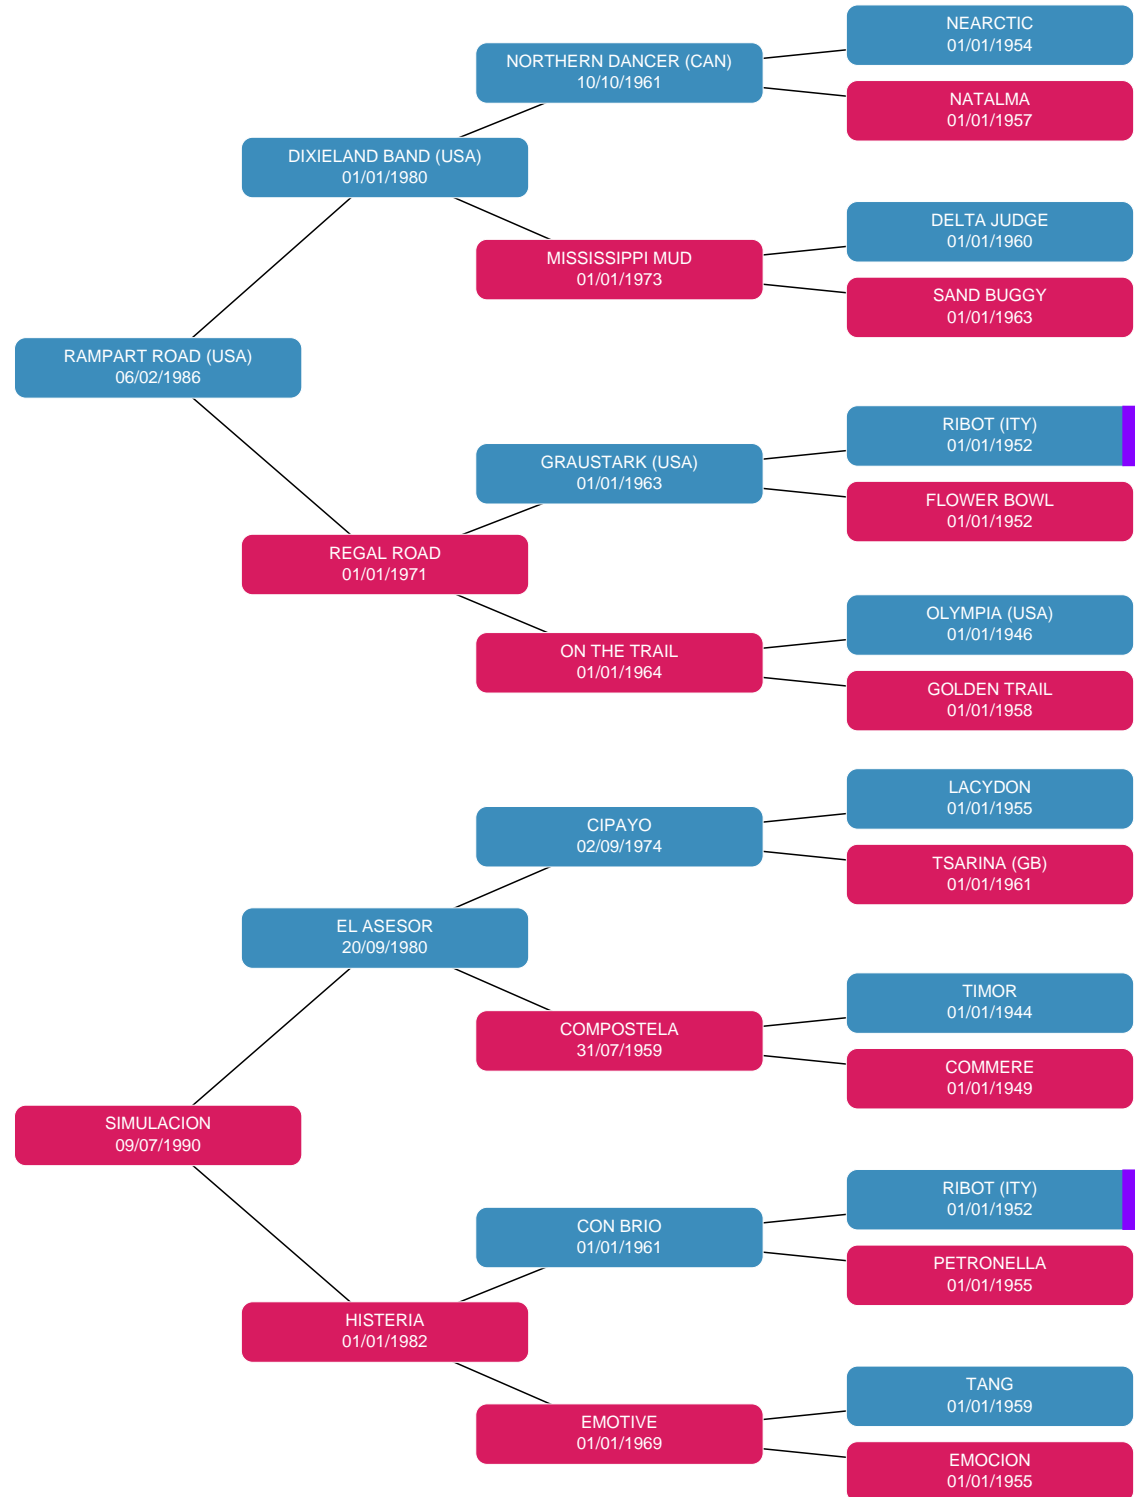 NEARCTIC
01/01/1954
NORTHERN DANCER (CAN)
10/10/1961
NATALMA
01/01/1957
DIXIELAND BAND (USA)
01/01/1980
DELTA JUDGE
01/01/1960
MISSISSIPPI MUD
01/01/1973
SAND BUGGY
01/01/1963
RAMPART ROAD (USA)
06/02/1986
RIBOT (ITY)
01/01/1952
GRAUSTARK (USA)
01/01/1963
FLOWER BOWL
01/01/1952
REGAL ROAD
01/01/1971
OLYMPIA (USA)
01/01/1946
ON THE TRAIL
01/01/1964
GOLDEN TRAIL
01/01/1958
LACYDON
01/01/1955
CIPAYO
02/09/1974
TSARINA (GB)
01/01/1961
EL ASESOR
20/09/1980
TIMOR
01/01/1944
COMPOSTELA
31/07/1959
COMMERE
01/01/1949
SIMULACION
09/07/1990
RIBOT (ITY)
01/01/1952
CON BRIO
01/01/1961
PETRONELLA
01/01/1955
HISTERIA
01/01/1982
TANG
01/01/1959
EMOTIVE
01/01/1969
EMOCION
01/01/1955